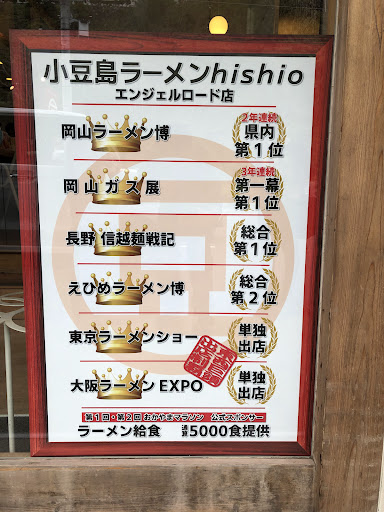 小豆島ラーメンhishio
エンジェルロード店
岡山ラーメン博
2年連続
県内
第1位
岡山ガス展
3年連続
第一幕
第1位
長野 信越麺戦記
総合
第1位
えひめラーメン博
総合
第2位
東京ラーメンショー
単独
出店
大阪ラーメンEXPO
単独
出店
第1回・第2回 おかやまマラソン 公式スポンサー
ラーメン給食 5000食提供